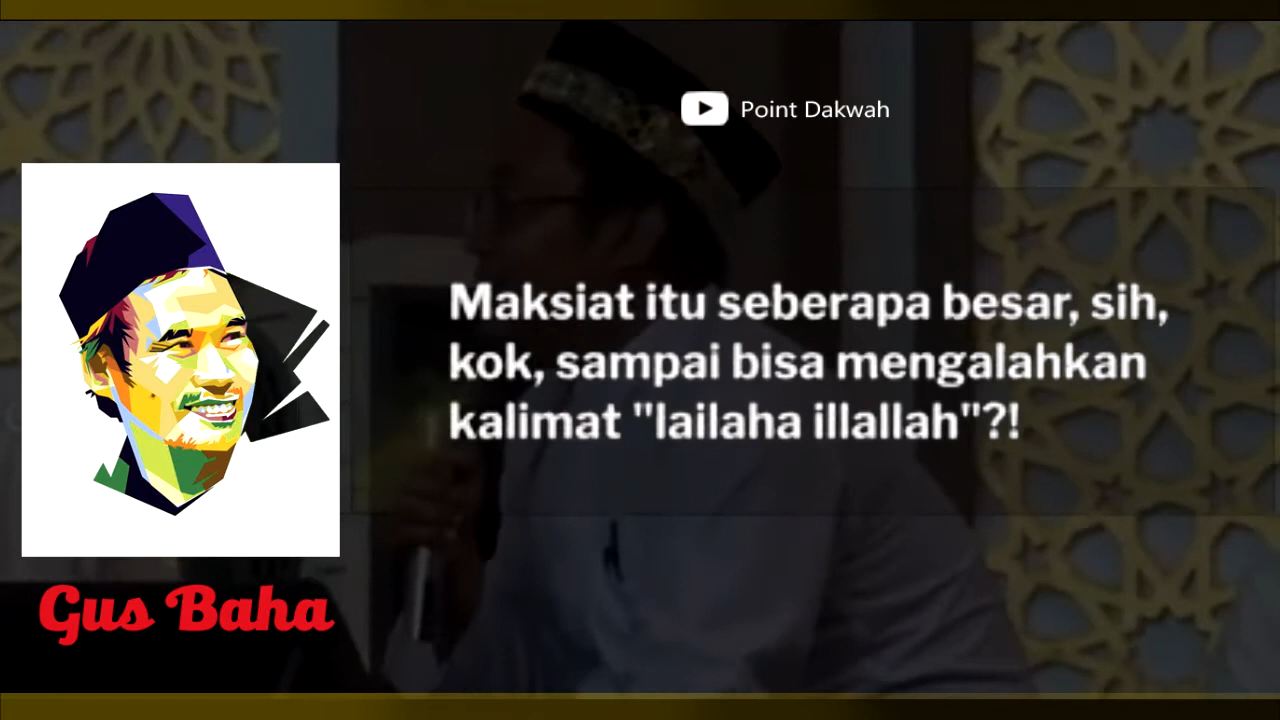 Point Dakwah
Maksiat itu seberapa besar, sih,
kok, sampai bisa mengalahkan
kalimat "lailaha illallah"?!
Gus Baha